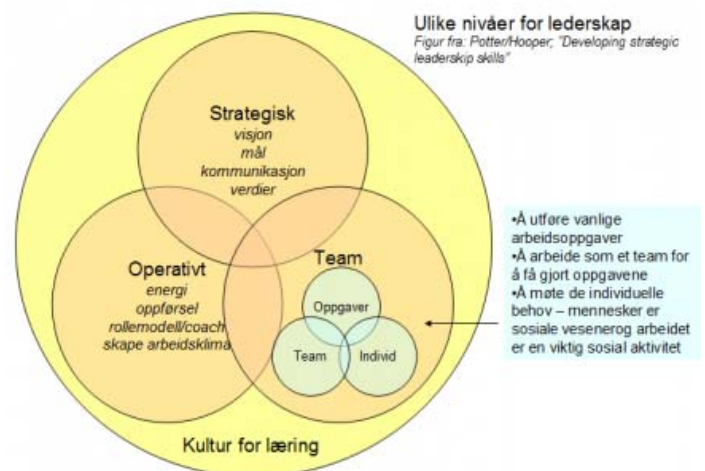 Ulike nivåer for lederskap
Figur fra: Potter/Hooper; "Developing strategic
leaderskip skills"
Strategisk
visjon
mål
kommunikasjon
verdier
Operativt
energi
oppførsel
rollemodell/coach
skape arbeidsklima
Team
Oppgaver
Team
Individ
•Å utføre vanlige
arbeidsoppgaver
•Å arbeide som et team for
å få gjort oppgavene
•Å møte de individuelle
behov – mennesker er
sosiale vesenerog arbeidet
er en viktig sosial aktivitet
Kultur for læring